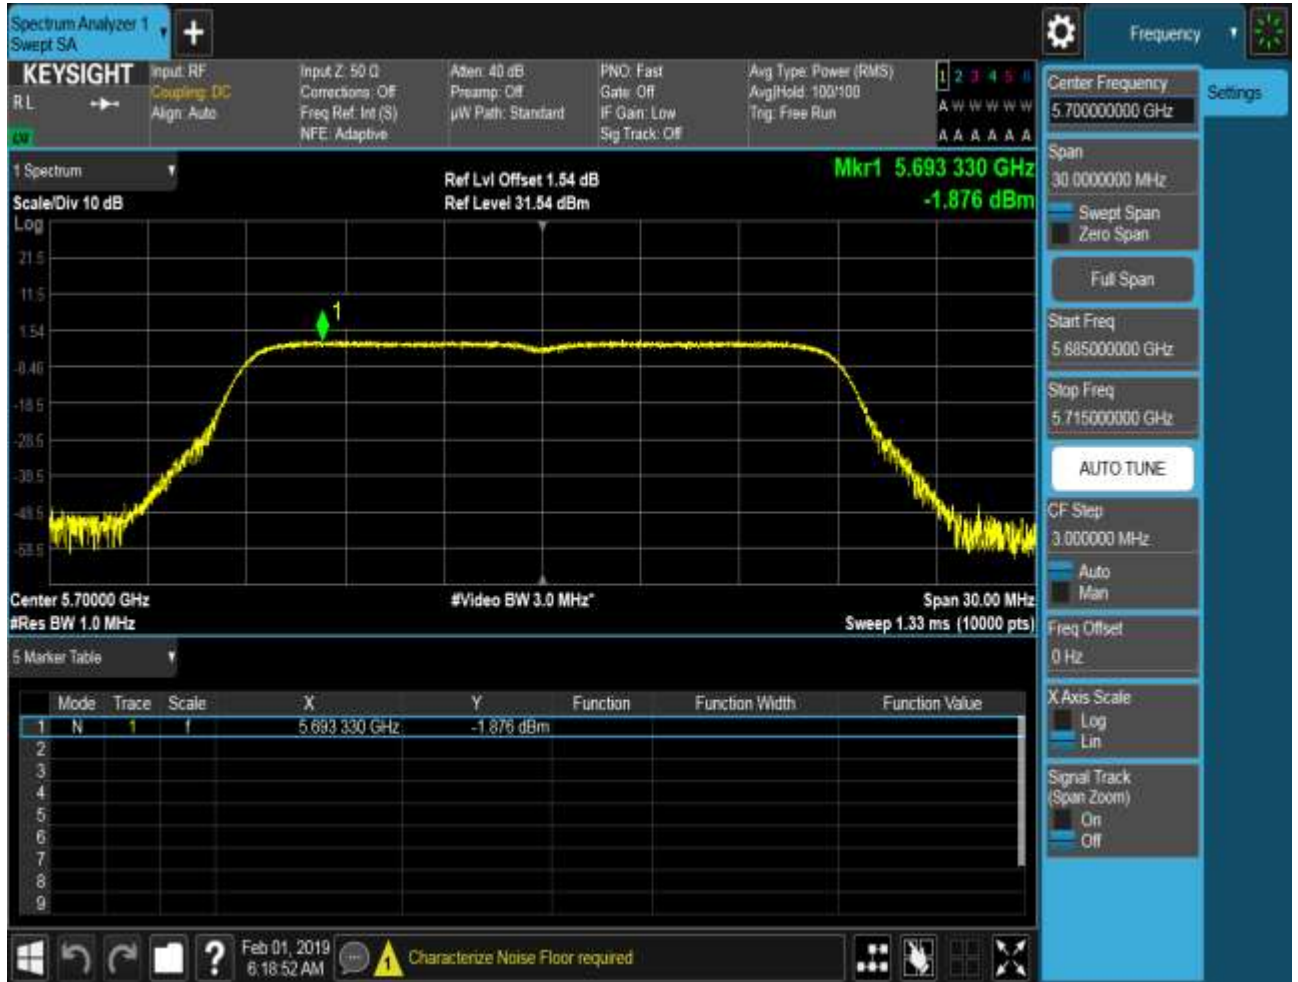 Spectrum Analyzer 1
Swept SA
Frequency
KEYSIGHT
R L
Input: RF
Coupling: DC
Align: Auto
Input Z: 50 Ω
Corrections: Off
Freq Ref: Int (S)
NFE: Adaptive
Atten: 40 dB
Preamp: Off
µW Path: Standard
PNO: Fast
Gate: Off
IF Gain: Low
Sig Track: Off
Avg Type: Power (RMS)
Avg|Hold: 100/100
Trig: Free Run
1 2 3 4 5 6
A W W W W W
A A A A A A
1 Spectrum
Scale/Div 10 dB
Ref Lvl Offset 1.54 dB
Ref Level 31.54 dBm
Mkr1 5.693 330 GHz
-1.876 dBm
Log
21.5
11.5
1.54
-8.46
-18.5
-28.5
-38.5
-48.5
-58.5
1
Center 5.70000 GHz
#Res BW 1.0 MHz
#Video BW 3.0 MHz*
Span 30.00 MHz
Sweep 1.33 ms (10000 pts)
5 Marker Table
Mode Trace Scale X Y Function Function Width Function Value
1 N 1 f 5.693 330 GHz -1.876 dBm
2
3
4
5
6
7
8
9
Center Frequency
5.700000000 GHz
Settings
Span
30.0000000 MHz
Swept Span
Zero Span
Full Span
Start Freq
5.685000000 GHz
Stop Freq
5.715000000 GHz
AUTO TUNE
CF Step
3.000000 MHz
Auto
Man
Freq Offset
0 Hz
X Axis Scale
Log
Lin
Signal Track
(Span Zoom)
On
Off
?
Feb 01, 2019
6:18:52 AM
1
Characterize Noise Floor required